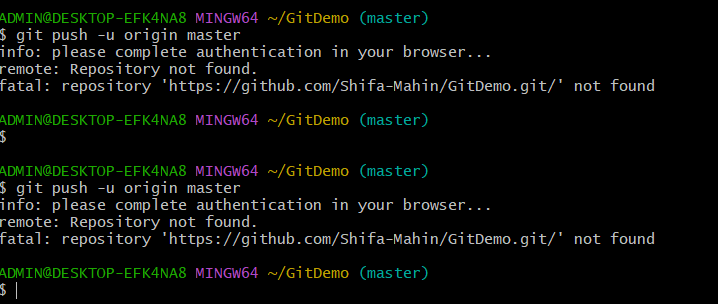 ADMIN@DESKTOP-EFK4NA8 MINGW64 ~/GitDemo (master)
$ git push -u origin master
info: please complete authentication in your browser...
remote: Repository not found.
fatal: repository 'https://github.com/Shifa-Mahin/GitDemo.git/' not found
ADMIN@DESKTOP-EFK4NA8 MINGW64 ~/GitDemo (master)
$
ADMIN@DESKTOP-EFK4NA8 MINGW64 ~/GitDemo (master)
$ git push -u origin master
info: please complete authentication in your browser...
remote: Repository not found.
fatal: repository 'https://github.com/Shifa-Mahin/GitDemo.git/' not found
ADMIN@DESKTOP-EFK4NA8 MINGW64 ~/GitDemo (master)
$